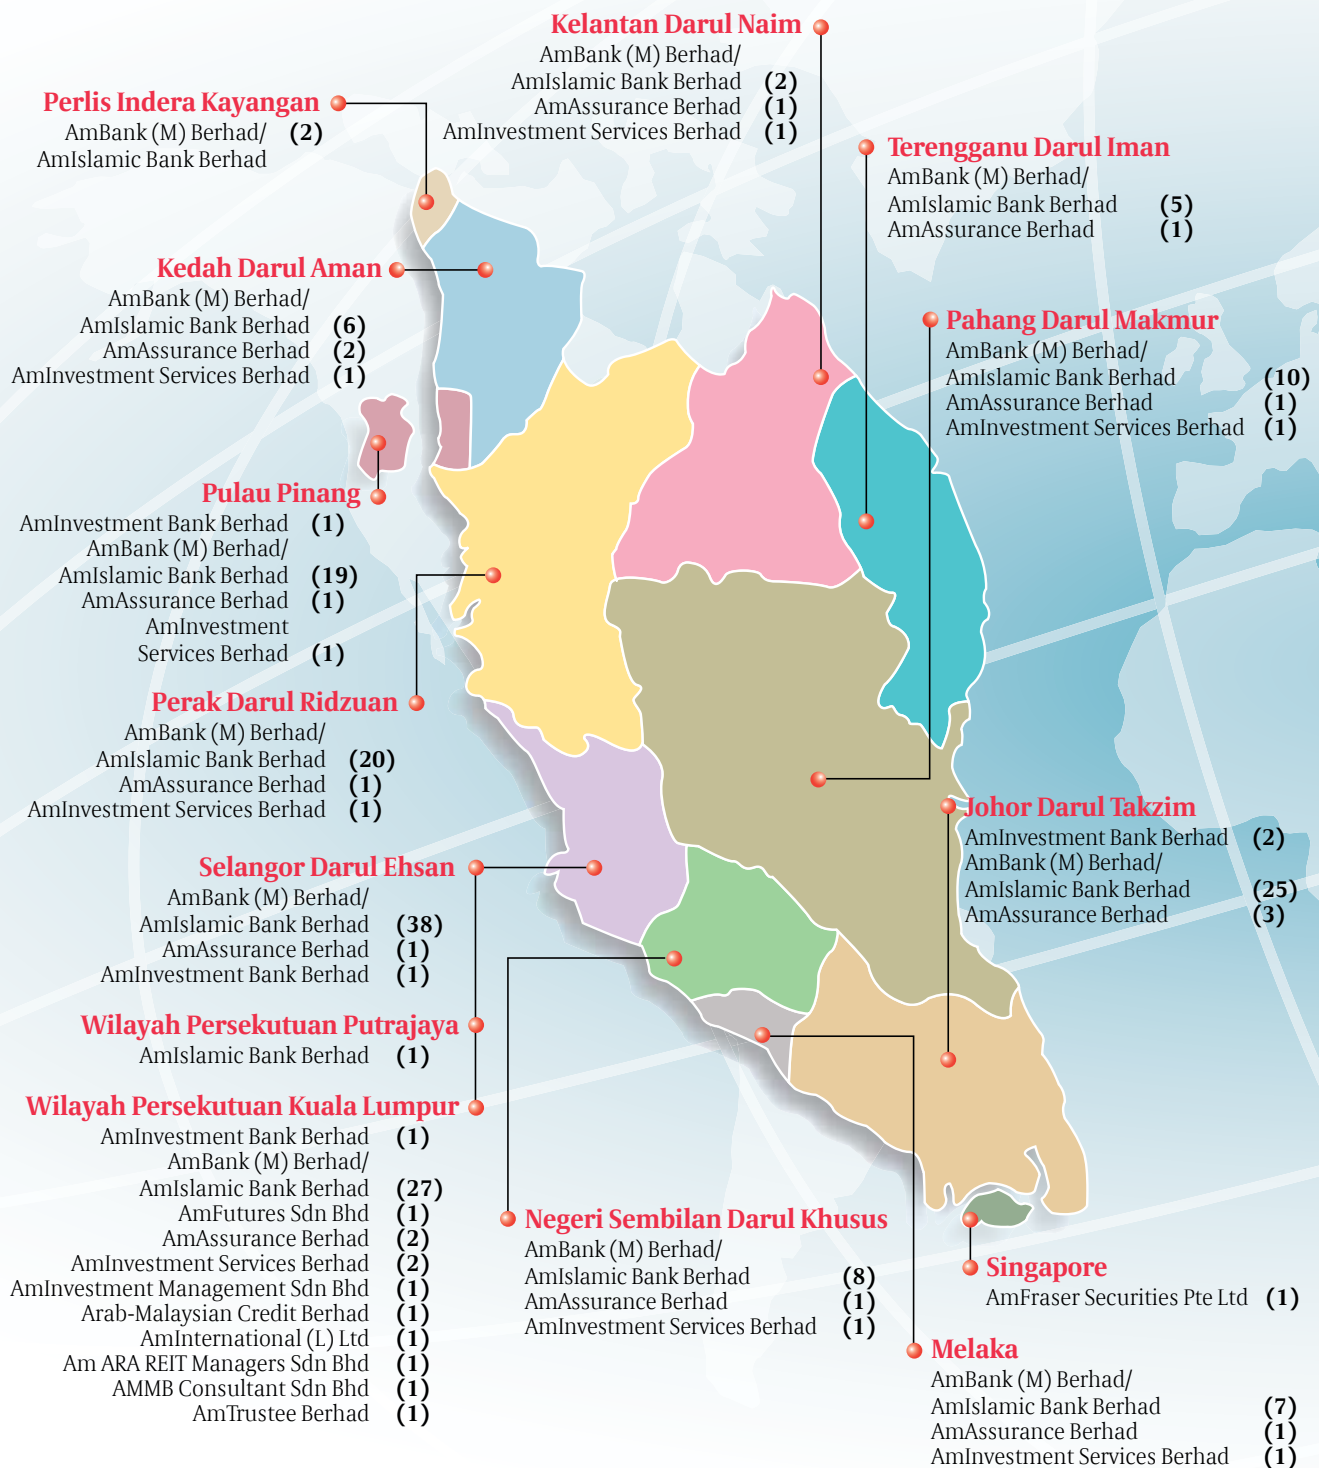 Kelantan Darul Naim
AmBank (M) Berhad/
AmIslamic Bank Berhad (2)
AmAssurance Berhad (1)
AmInvestment Services Berhad (1)
Perlis Indera Kayangan
AmBank (M) Berhad/ (2)
AmIslamic Bank Berhad
Terengganu Darul Iman
AmBank (M) Berhad/
AmIslamic Bank Berhad (5)
AmAssurance Berhad (1)
Kedah Darul Aman
AmBank (M) Berhad/
AmIslamic Bank Berhad (6)
AmAssurance Berhad (2)
AmInvestment Services Berhad (1)
Pahang Darul Makmur
AmBank (M) Berhad/
AmIslamic Bank Berhad (10)
AmAssurance Berhad (1)
AmInvestment Services Berhad (1)
Pulau Pinang
AmInvestment Bank Berhad (1)
AmBank (M) Berhad/
AmIslamic Bank Berhad (19)
AmAssurance Berhad (1)
AmInvestment
Services Berhad (1)
Perak Darul Ridzuan
AmBank (M) Berhad/
AmIslamic Bank Berhad (20)
AmAssurance Berhad (1)
AmInvestment Services Berhad (1)
Johor Darul Takzim
AmInvestment Bank Berhad (2)
AmBank (M) Berhad/
AmIslamic Bank Berhad (25)
AmAssurance Berhad (3)
Selangor Darul Ehsan
AmBank (M) Berhad/
AmIslamic Bank Berhad (38)
AmAssurance Berhad (1)
AmInvestment Bank Berhad (1)
Wilayah Persekutuan Putrajaya
AmIslamic Bank Berhad (1)
Wilayah Persekutuan Kuala Lumpur
AmInvestment Bank Berhad (1)
AmBank (M) Berhad/
AmIslamic Bank Berhad (27)
AmFutures Sdn Bhd (1)
AmAssurance Berhad (2)
AmInvestment Services Berhad (2)
AmInvestment Management Sdn Bhd (1)
Arab-Malaysian Credit Berhad (1)
AmInternational (L) Ltd (1)
Am ARA REIT Managers Sdn Bhd (1)
AMMB Consultant Sdn Bhd (1)
AmTrustee Berhad (1)
Negeri Sembilan Darul Khusus
AmBank (M) Berhad/
AmIslamic Bank Berhad (8)
AmAssurance Berhad (1)
AmInvestment Services Berhad (1)
Singapore
AmFraser Securities Pte Ltd (1)
Melaka
AmBank (M) Berhad/
AmIslamic Bank Berhad (7)
AmAssurance Berhad (1)
AmInvestment Services Berhad (1)